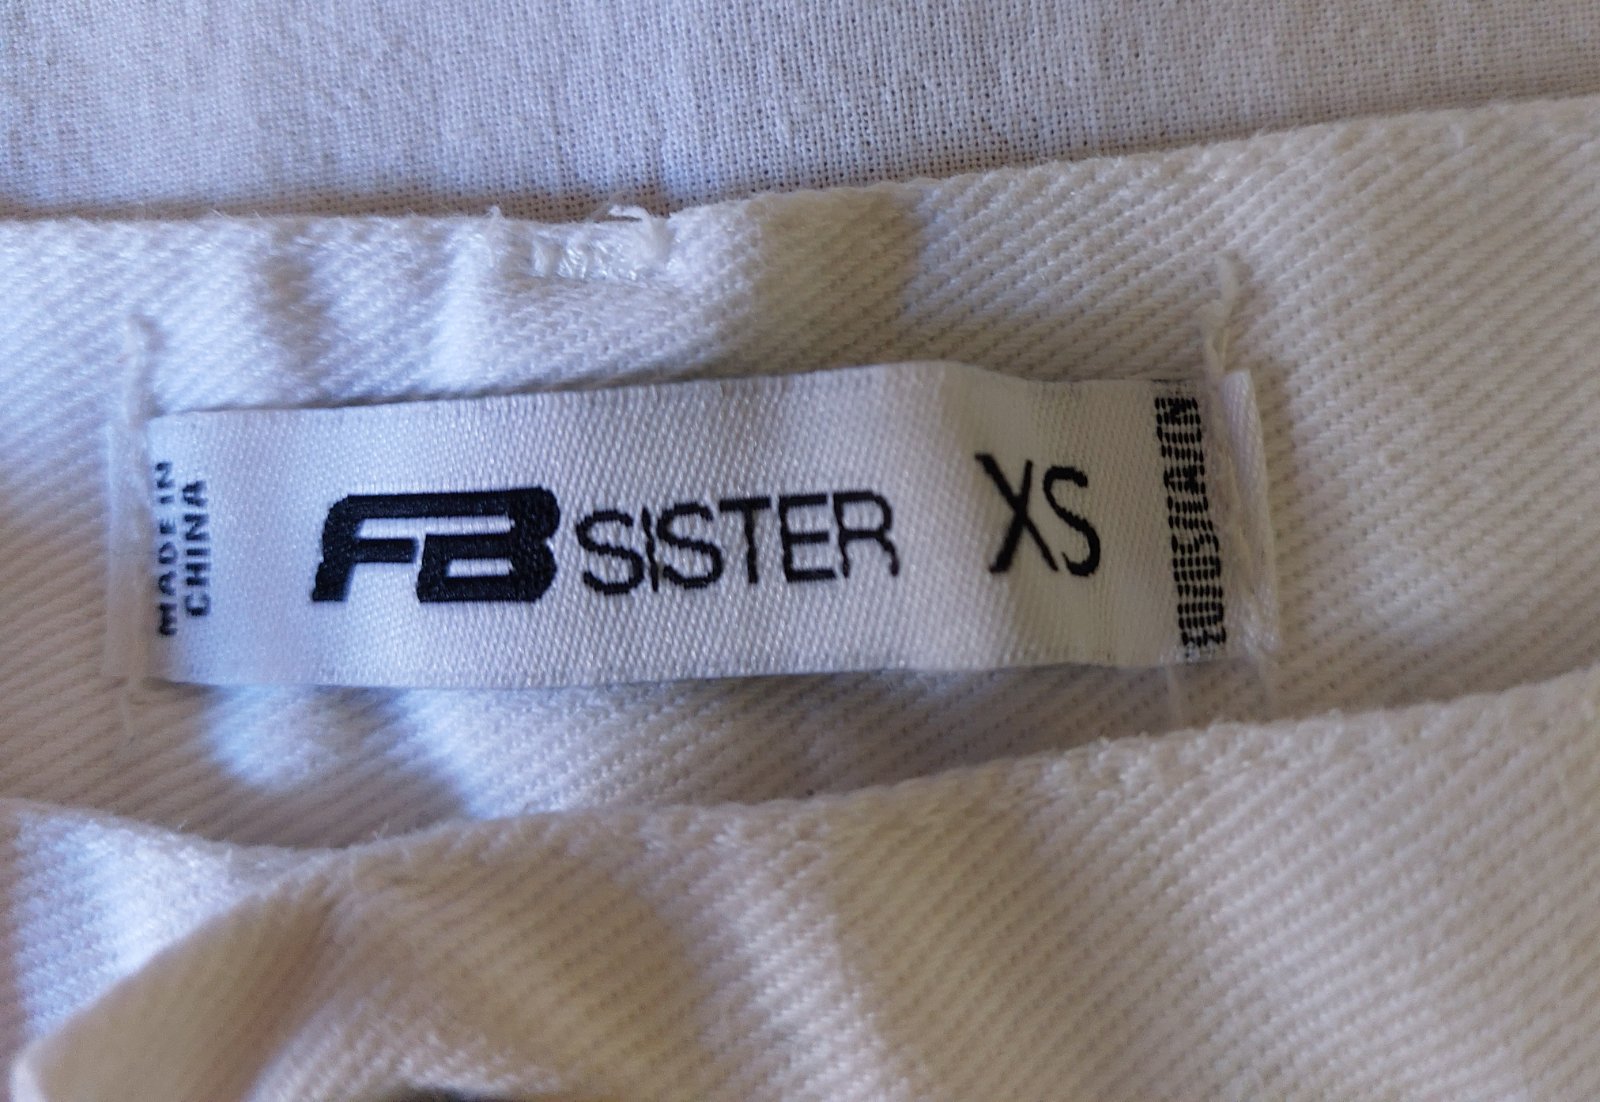 MADE IN
CHINA
FB SISTER XS